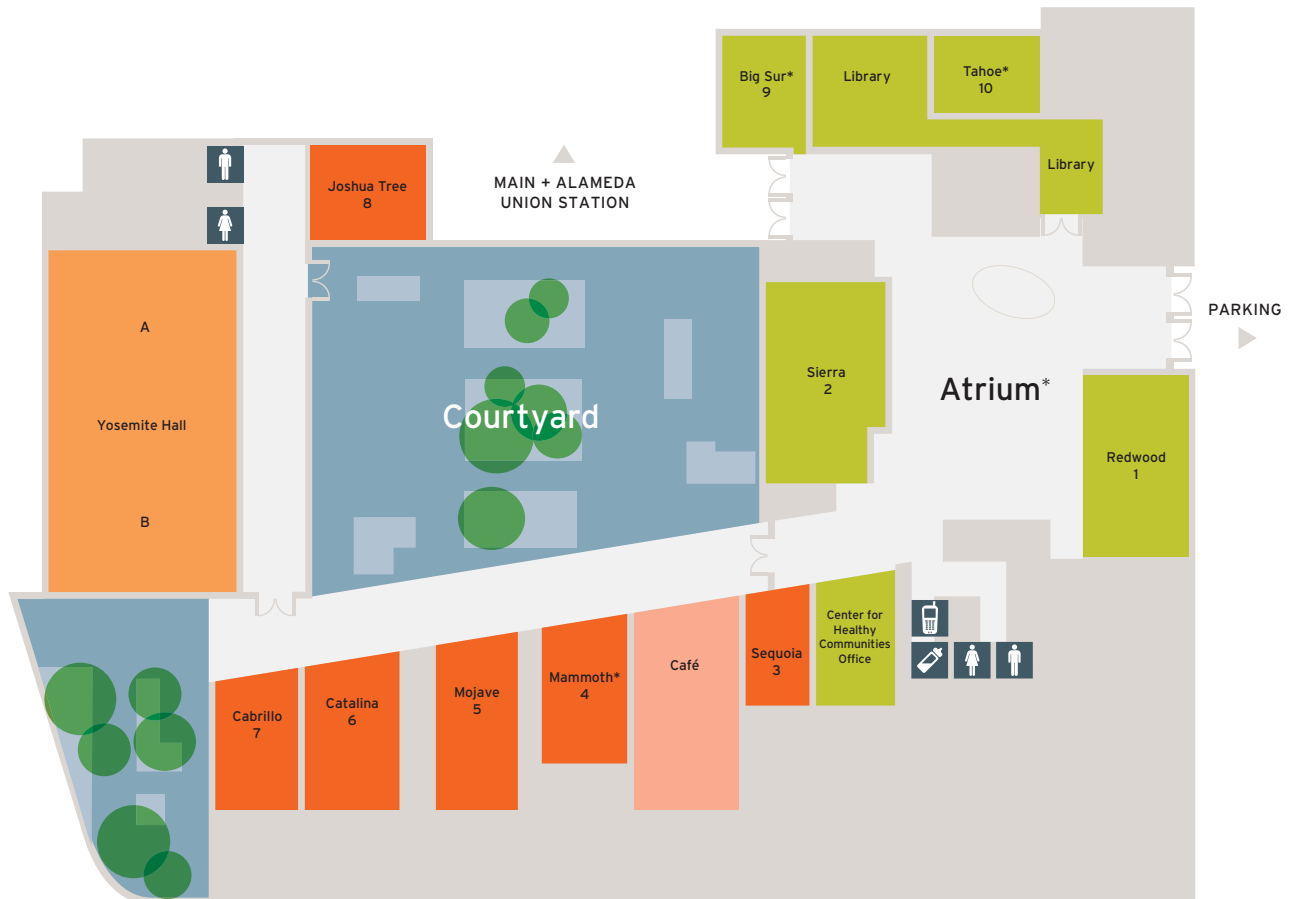 Big Sur*
9
Library
Tahoe*
10
Library
Joshua Tree
8
MAIN + ALAMEDA
UNION STATION
PARKING
A
Yosemite Hall
B
Courtyard
Sierra
2
Atrium*
Redwood
1
Cabrillo
7
Catalina
6
Mojave
5
Mammoth*
4
Café
Sequoia
3
Center for
Healthy
Communities
Office